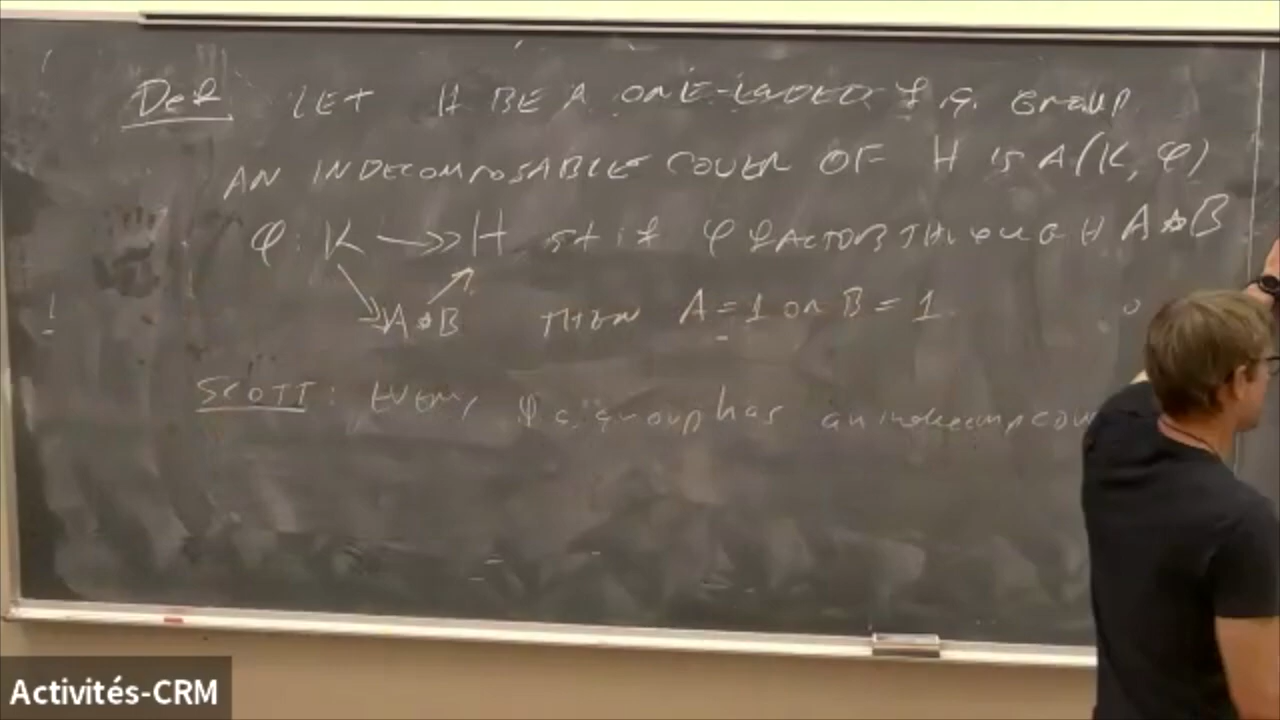 Def LET H BE A ONE-ENDED f.g. GROUP
AN INDECOMPOSABLE COVER OF H IS A (K, φ)
φ: K ↠ H st if φ FACTORS THROUGH A * B
A * B THEN A = 1 or B = 1.
SCOTT: EVERY f.g. group has an indecomp cov
Activités-CRM